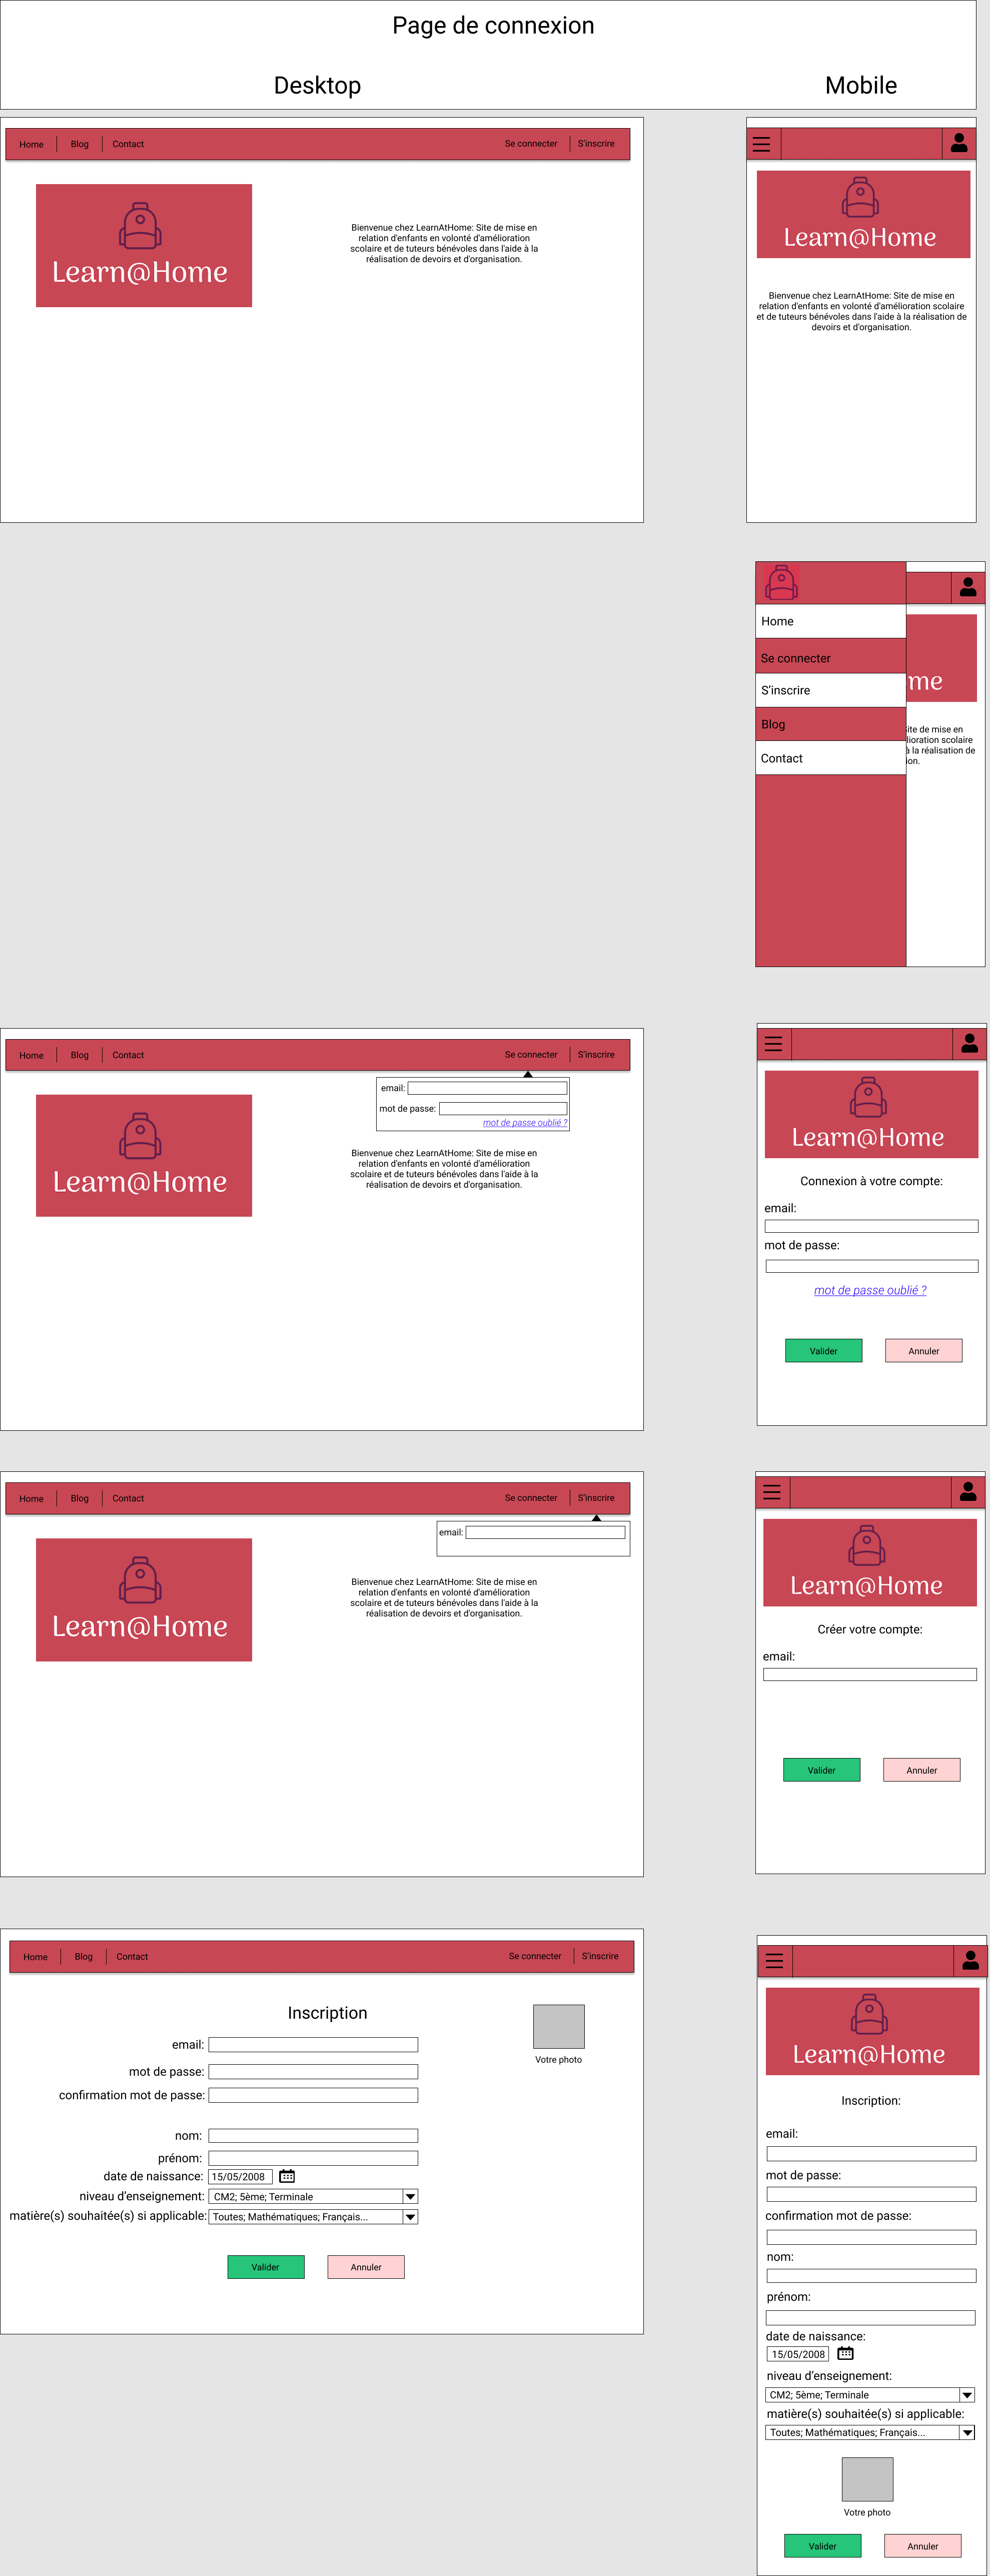 Page de connexion
Desktop
Mobile
Home
Blog
Contact
Se connecter
S'inscrire
Learn@Home
Bienvenue chez LearnAtHome: Site de mise en
relation d'enfants en volonté d'amélioration
scolaire et de tuteurs bénévoles dans l'aide à la
réalisation de devoirs et d'organisation.
Learn@Home
Bienvenue chez LearnAtHome: Site de mise en
relation d'enfants en volonté d'amélioration scolaire
et de tuteurs bénévoles dans l'aide à la réalisation de
devoirs et d'organisation.
Home
Se connecter
S'inscrire
Blog
Contact
me
Site de mise en
lioration scolaire
à la réalisation de
ion.
Home
Blog
Contact
Se connecter
S'inscrire
email:
mot de passe:
mot de passe oublié ?
Learn@Home
Bienvenue chez LearnAtHome: Site de mise en
relation d'enfants en volonté d'amélioration
scolaire et de tuteurs bénévoles dans l'aide à la
réalisation de devoirs et d'organisation.
Learn@Home
Connexion à votre compte:
email:
mot de passe:
mot de passe oublié ?
Valider
Annuler
Home
Blog
Contact
Se connecter
S'inscrire
email:
Learn@Home
Bienvenue chez LearnAtHome: Site de mise en
relation d'enfants en volonté d'amélioration
scolaire et de tuteurs bénévoles dans l'aide à la
réalisation de devoirs et d'organisation.
Learn@Home
Créer votre compte:
email:
Valider
Annuler
Home
Blog
Contact
Se connecter
S'inscrire
Inscription
email:
mot de passe:
confirmation mot de passe:
nom:
prénom:
date de naissance: 15/05/2008
niveau d'enseignement: CM2; 5ème; Terminale
matière(s) souhaitée(s) si applicable: Toutes; Mathématiques; Français...
Votre photo
Valider
Annuler
Learn@Home
Inscription:
email:
mot de passe:
confirmation mot de passe:
nom:
prénom:
date de naissance:
15/05/2008
niveau d'enseignement:
CM2; 5ème; Terminale
matière(s) souhaitée(s) si applicable:
Toutes; Mathématiques; Français...
Votre photo
Valider
Annuler